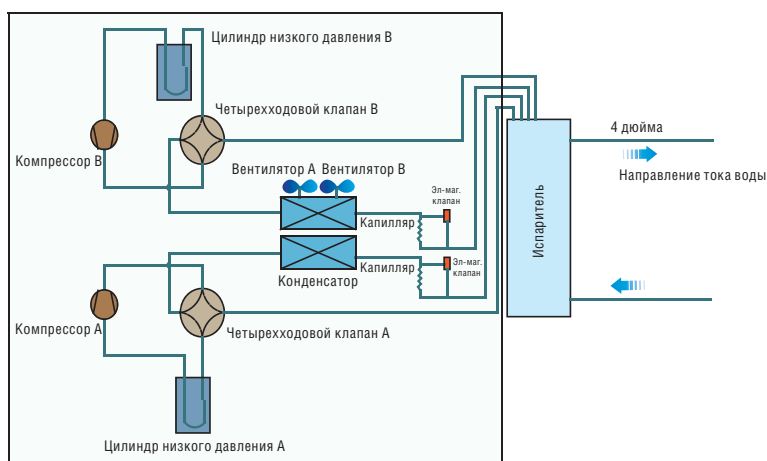 Цилиндр низкого давления В
Четырехходовой клапан В
Компрессор В
Вентилятор А Вентилятор В
Эл-маг.
клапан
Капилляр
Капилляр
Эл-маг.
клапан
Конденсатор
Компрессор А
Четырехходовой клапан А
Цилиндр низкого давления А
Испаритель
4 дюйма
Направление тока воды